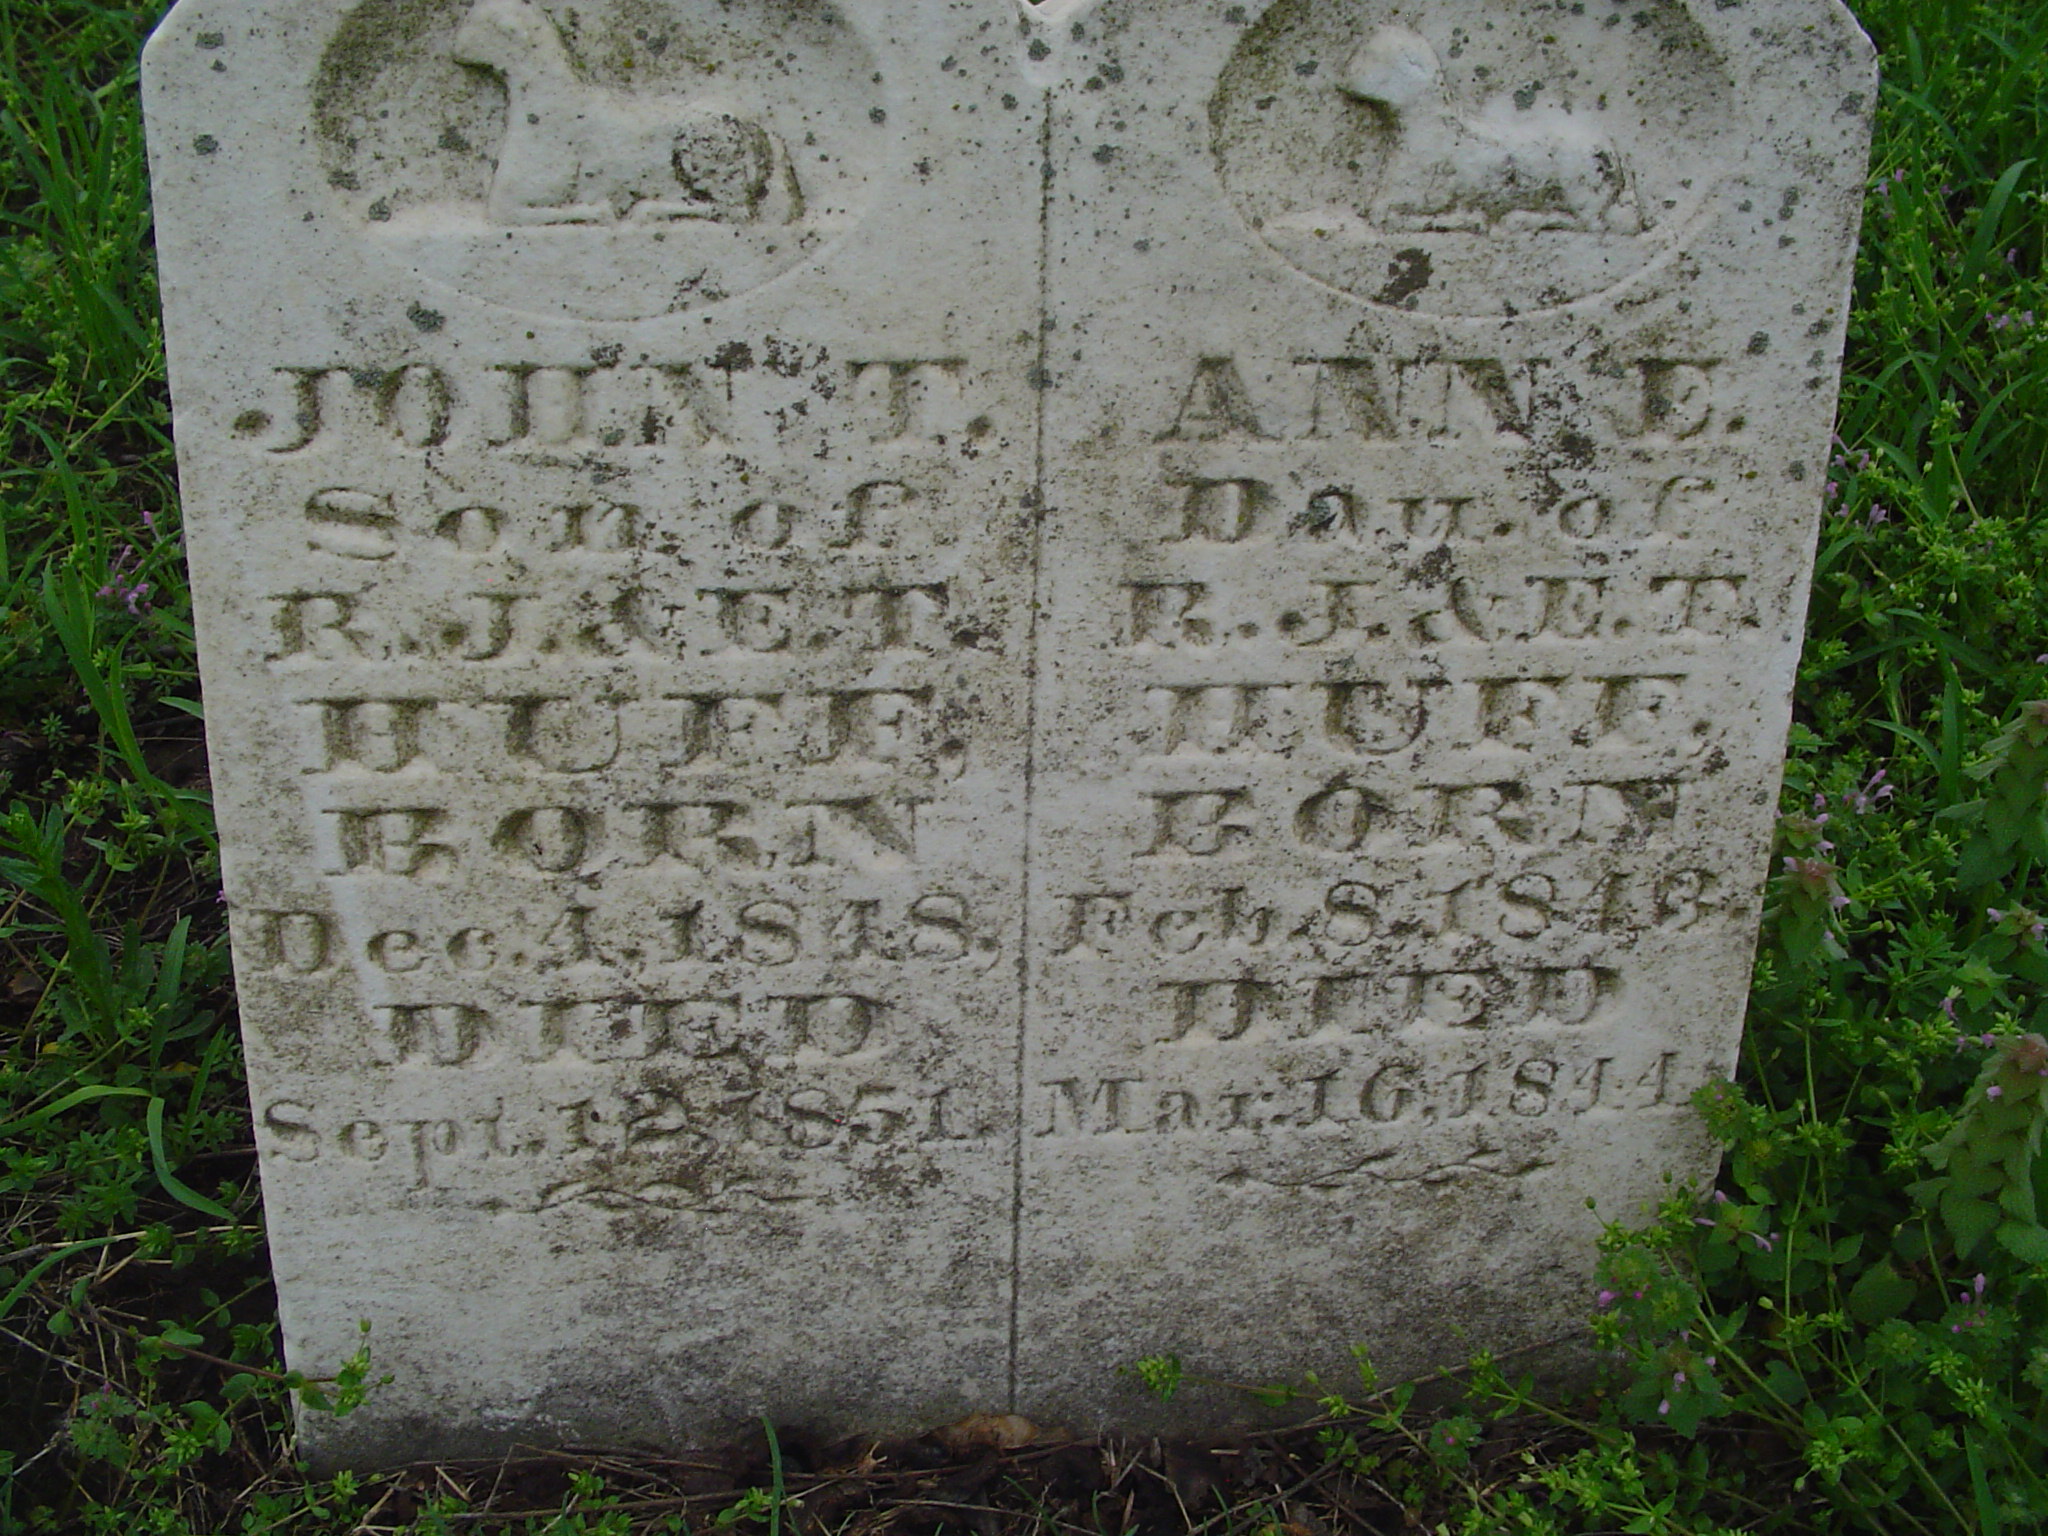 JOHN T.
Son of
R. J. & E. T.
HUFF,
BORN
Dec. 4, 1848,
DIED
Sept. 12, 1851.
ANN E.
Dau. of
R. J. & E. T.
HUFF,
BORN
Feb. 8, 1843.
DIED
Mar. 16, 1844.